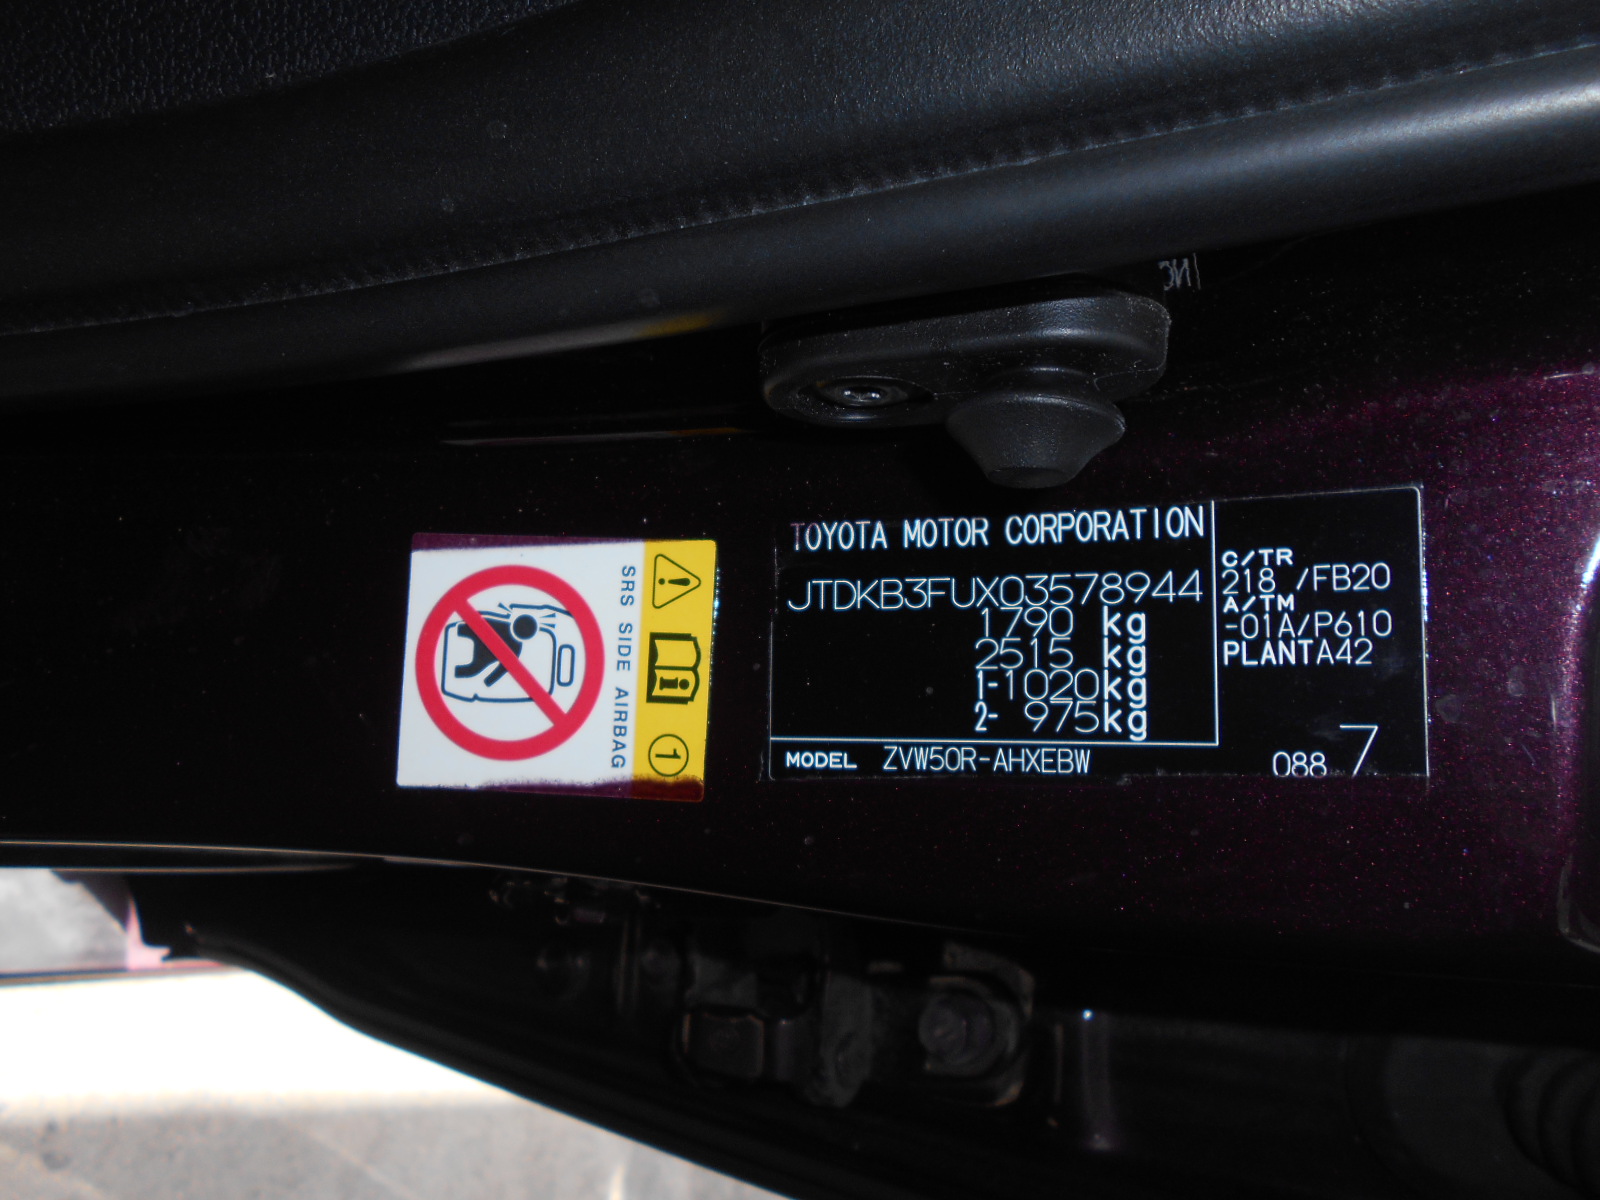 SRS SIDE AIRBAG
1
TOYOTA MOTOR CORPORATION
JTDKB3FUX03578944
1790 kg
2515 kg
1-1020kg
2- 975kg
MODEL ZVW50R-AHXEBW
C/TR
218 /FB20
A/TM
-01A/P610
PLANTA42
088 7